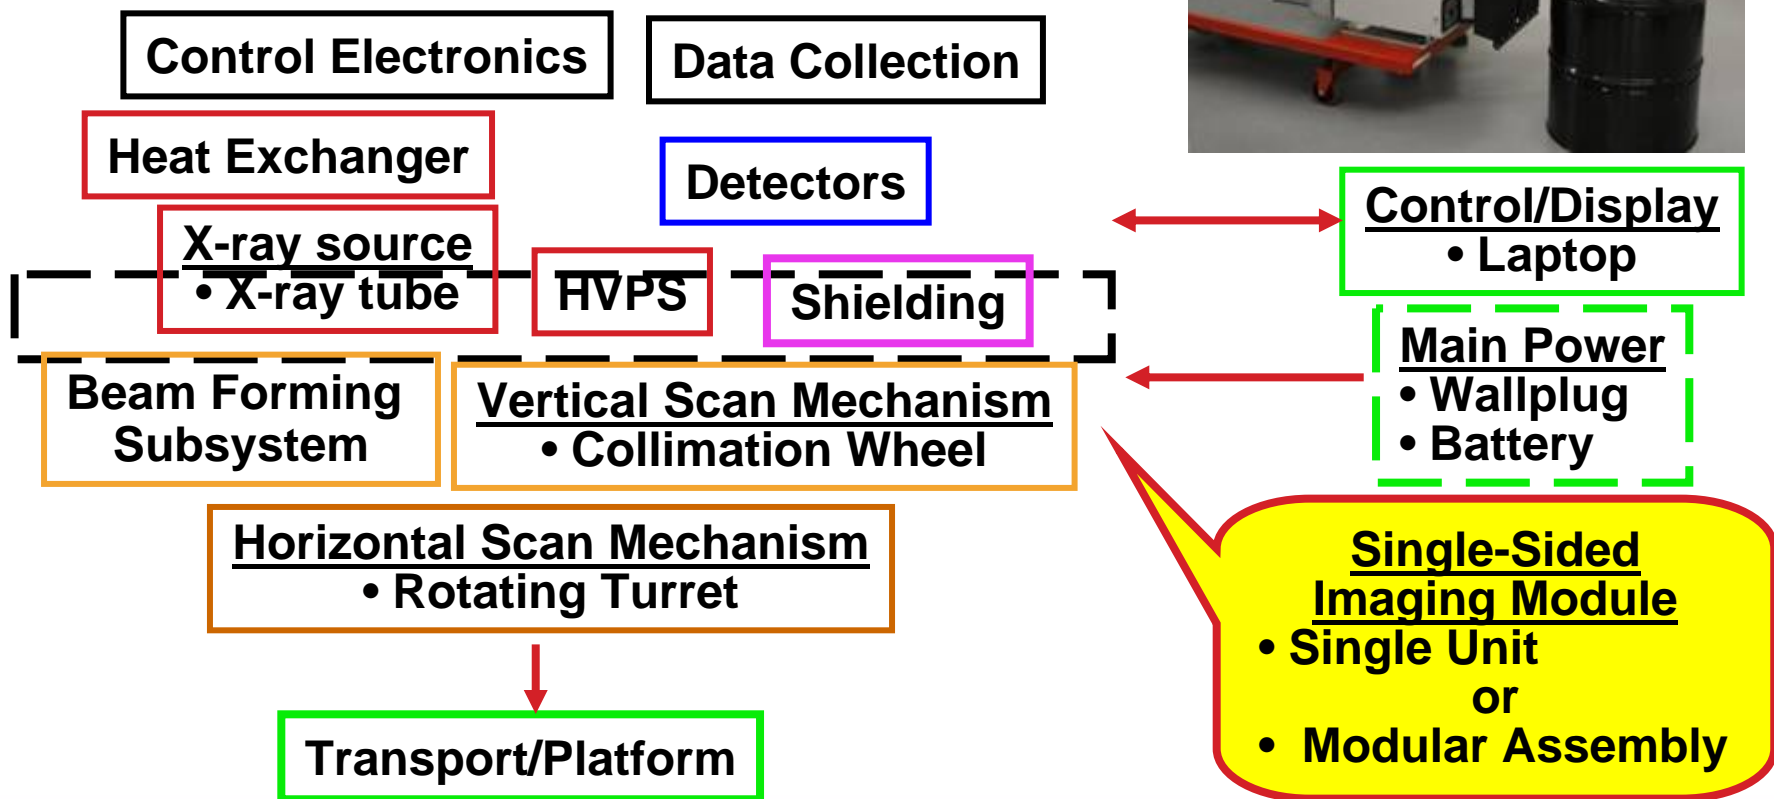 Control Electronics
Data Collection
Heat Exchanger
Detectors
X-ray source
• X-ray tube
HVPS
Shielding
Control/Display
• Laptop
Beam Forming
Subsystem
Vertical Scan Mechanism
• Collimation Wheel
Main Power
• Wallplug
• Battery
Horizontal Scan Mechanism
• Rotating Turret
Single-Sided
Imaging Module
• Single Unit
or
• Modular Assembly
Transport/Platform